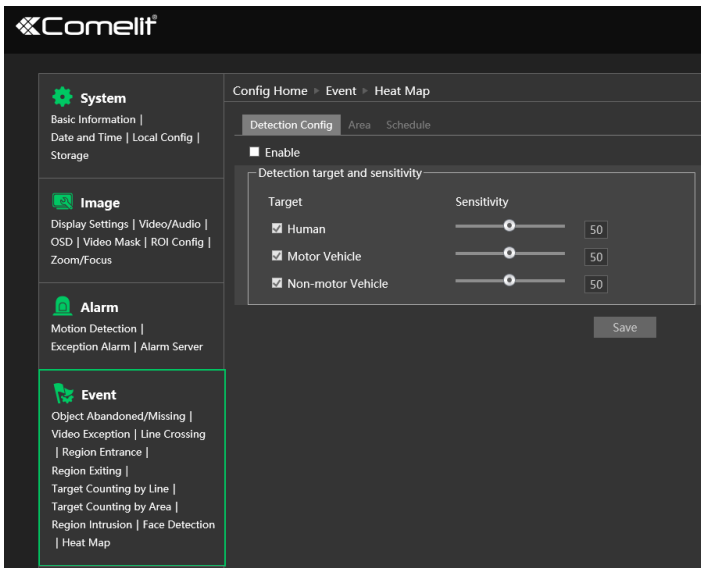 Comelit®
System
Basic Information |
Date and Time | Local Config |
Storage
Image
Display Settings | Video/Audio |
OSD | Video Mask | ROI Config |
Zoom/Focus
Alarm
Motion Detection |
Exception Alarm | Alarm Server
Event
Object Abandoned/Missing |
Video Exception | Line Crossing
| Region Entrance |
Region Exiting |
Target Counting by Line |
Target Counting by Area |
Region Intrusion | Face Detection
| Heat Map
Config Home ▶ Event ▶ Heat Map
Detection Config Area Schedule
Enable
Detection target and sensitivity
Target Sensitivity
Human 50
Motor Vehicle 50
Non-motor Vehicle 50
Save